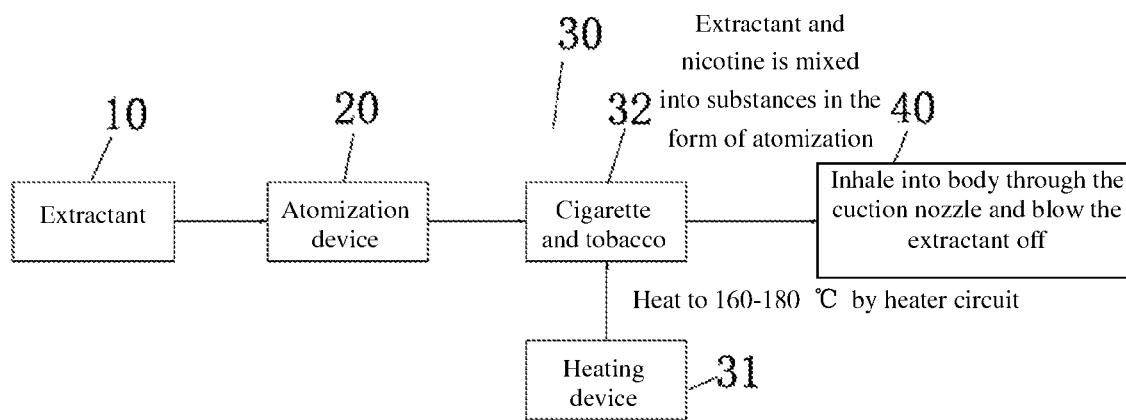 30
Extractant and
nicotine is mixed
into substances in the
form of atomization
10
20
32
40
Extractant
Atomization
device
Cigarette
and tobacco
Inhale into body through the
cuction nozzle and blow the
extractant off
Heat to 160-180 ℃ by heater circuit
Heating
device
31